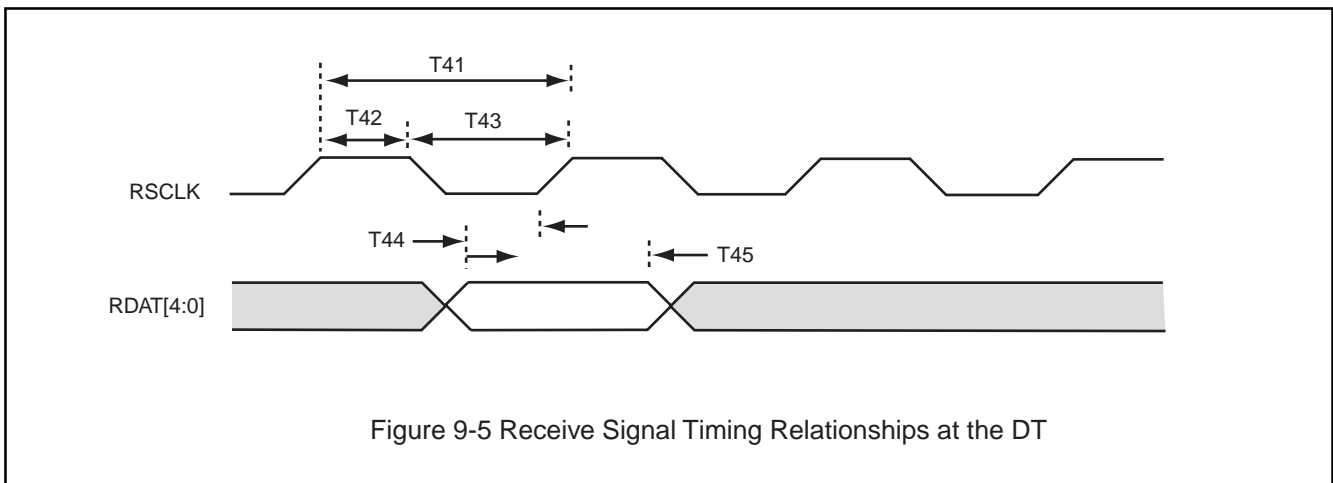 T41
T42
T43
RSCLK
T44
T45
RDAT[4:0]
Figure 9-5 Receive Signal Timing Relationships at the DT